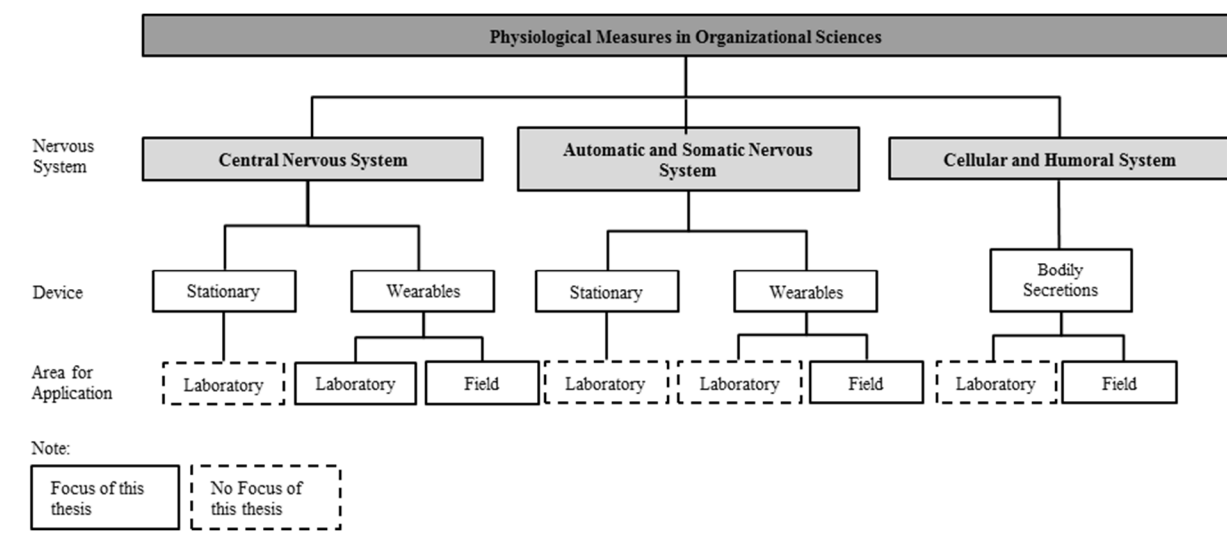 Physiological Measures in Organizational Sciences
Nervous
System
Central Nervous System
Automatic and Somatic Nervous
System
Cellular and Humoral System
Device
Stationary
Wearables
Stationary
Wearables
Bodily
Secretions
Area for
Application
Laboratory
Laboratory
Field
Laboratory
Laboratory
Field
Laboratory
Field
Note:
Focus of this
thesis
No Focus of
this thesis